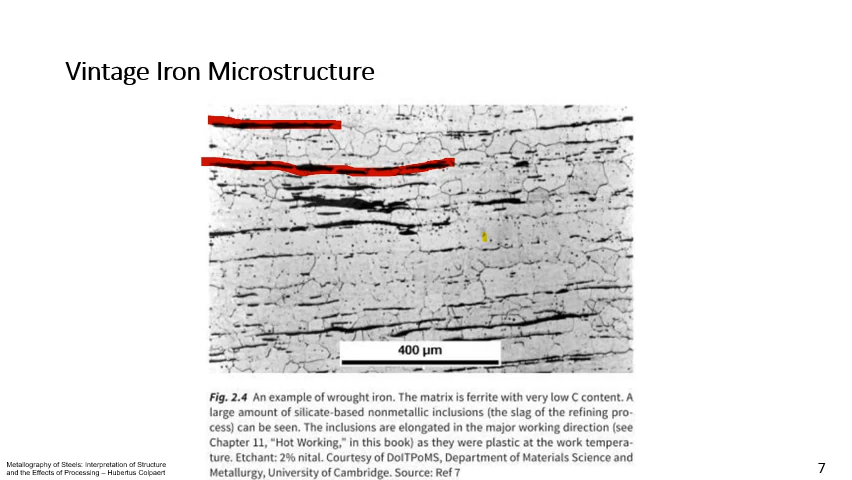 Vintage Iron Microstructure
400 μm
Fig. 2.4 An example of wrought iron. The matrix is ferrite with very low C content. A
large amount of silicate-based nonmetallic inclusions (the slag of the refining pro-
cess) can be seen. The inclusions are elongated in the major working direction (see
Chapter 11, “Hot Working,” in this book) as they were plastic at the work tempera-
ture. Etchant: 2% nital. Courtesy of DoITPoMS, Department of Materials Science and
Metallurgy, University of Cambridge. Source: Ref 7
Metallography of Steels: Interpretation of Structure
and the Effects of Processing – Hubertus Colpaert
7